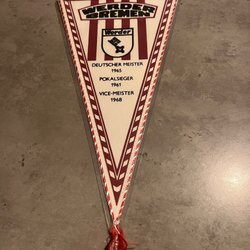 WERDER
BREMEN
Werder
DEUTSCHER MEISTER
1965
POKALSIEGER
1961
VICE-MEISTER
1968